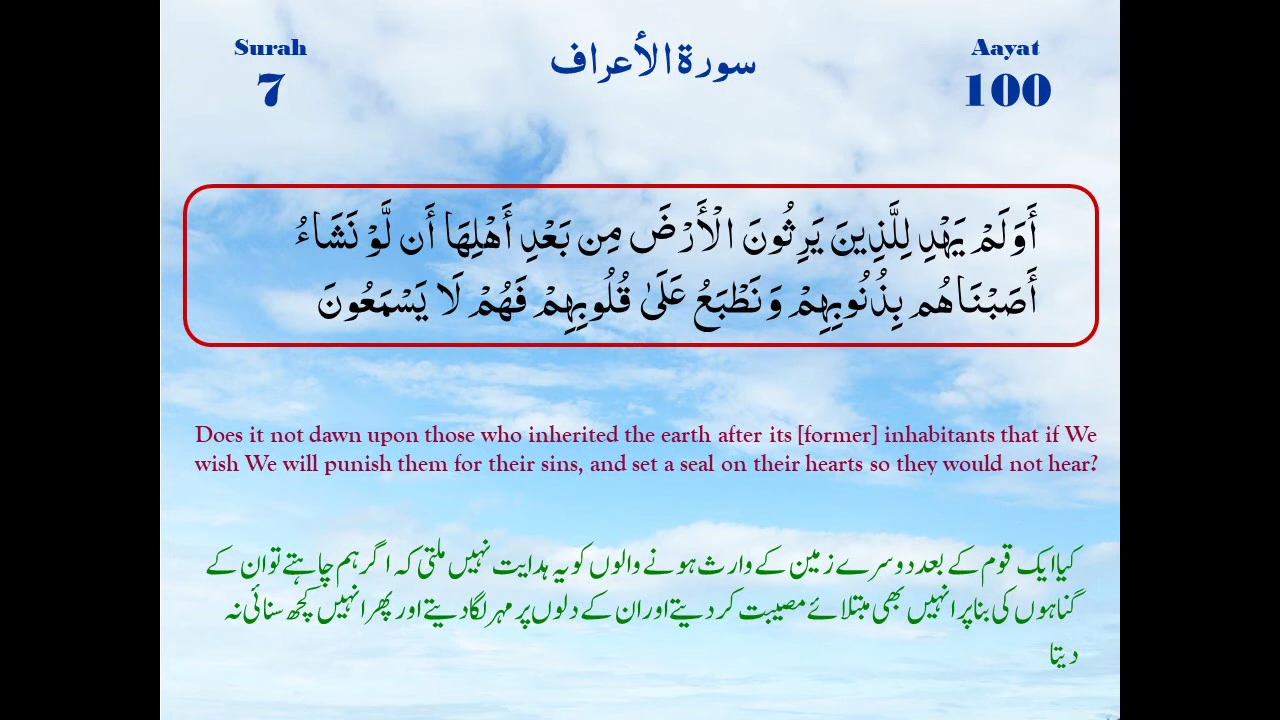 Surah
7
سورة الأعراف
Aayat
100
أَوَلَمْ يَهْدِ لِلَّذِينَ يَرِثُونَ الْأَرْضَ مِن بَعْدِ أَهْلِهَا أَن لَّوْ نَشَاءُ
أَصَبْنَاهُم بِذُنُوبِهِمْ وَنَطْبَعُ عَلَىٰ قُلُوبِهِمْ فَهُمْ لَا يَسْمَعُونَ
Does it not dawn upon those who inherited the earth after its [former] inhabitants that if We
wish We will punish them for their sins, and set a seal on their hearts so they would not hear?
کیا ایک قوم کے بعد دوسرے زمین کے وارث ہونے والوں کو یہ ہدایت نہیں ملتی کہ اگر ہم چاہتے تو ان کے
گناہوں کی بنا پر انہیں بھی مبتلائے مصیبت کر دیتے اور ان کے دلوں پر مہر لگا دیتے اور پھر انہیں کچھ سنائی نہ
دیتا